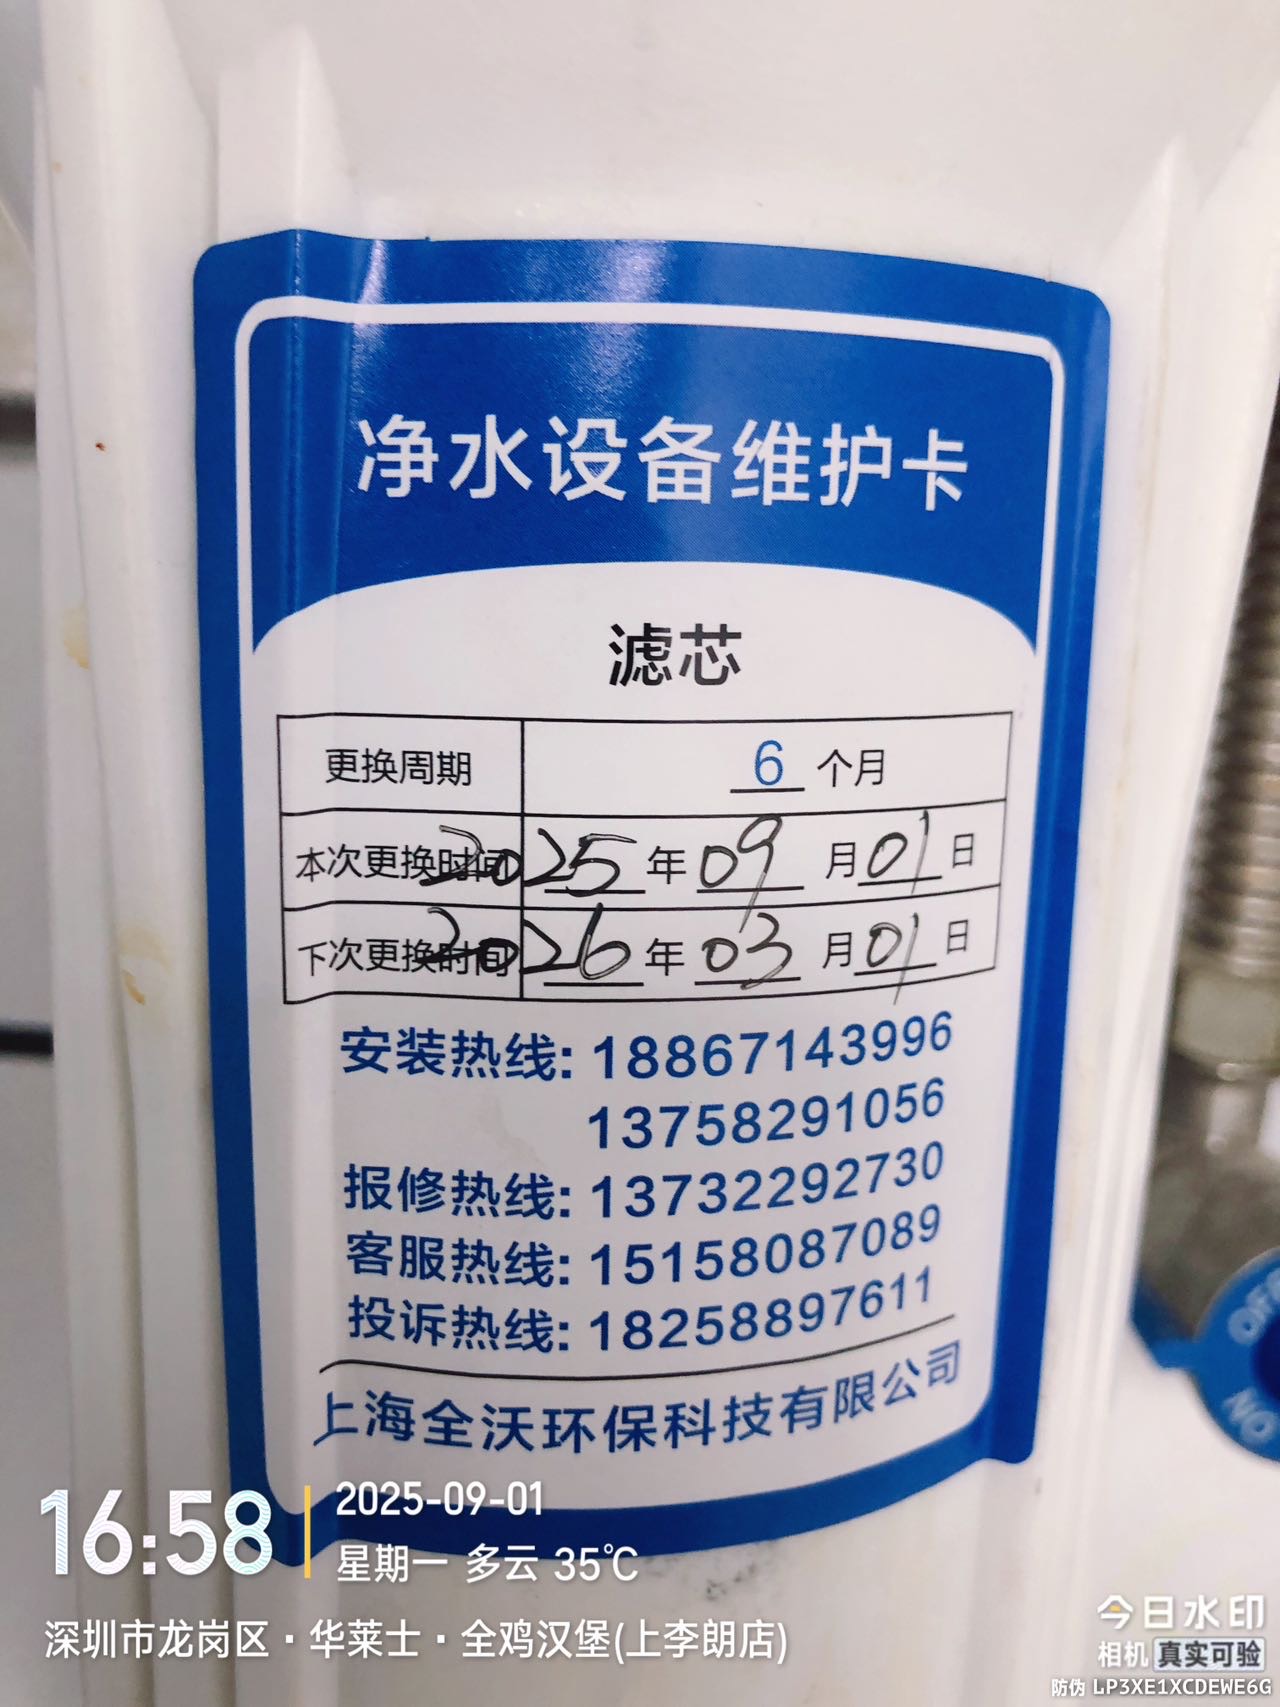 净水设备维护卡
滤芯
更换周期 6 个月
本次更换时间 2025 年 09 月 01 日
下次更换时间 2026 年 03 月 01 日
安装热线: 18867143996
13758291056
报修热线: 13732292730
客服热线: 15158087089
投诉热线: 18258897611
上海全沃环保科技有限公司
16:58
2025-09-01
星期一 多云 35℃
深圳市龙岗区·华莱士·全鸡汉堡(上李朗店)
今日水印
相机 真实可验
防伪 LP3XE1XCDEWE6G
NO